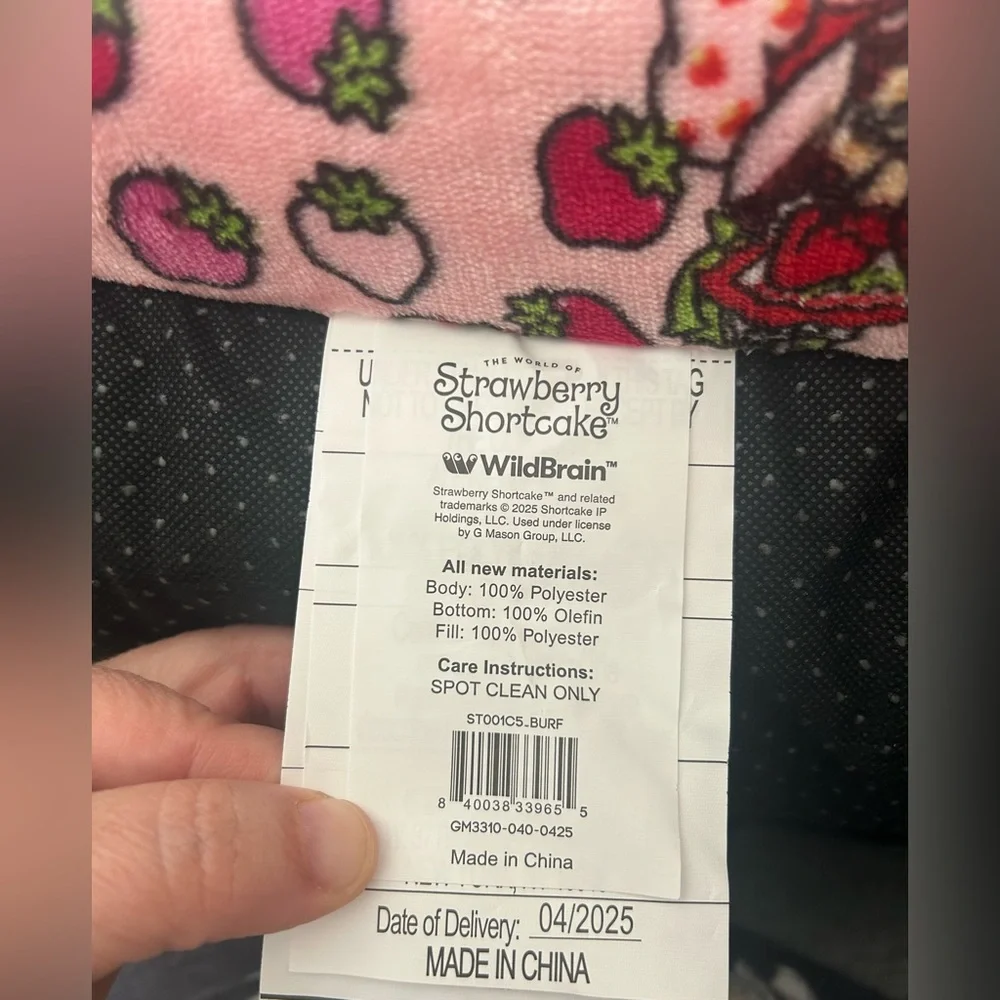 THE WORLD OF
Strawberry
Shortcake™
WildBrain™
Strawberry Shortcake™ and related
trademarks © 2025 Shortcake IP
Holdings, LLC. Used under license
by G Mason Group, LLC.
All new materials:
Body: 100% Polyester
Bottom: 100% Olefin
Fill: 100% Polyester
Care Instructions:
SPOT CLEAN ONLY
ST001C5_BURF
8 40038 33965 5
GM3310-040-0425
Made in China
Date of Delivery: 04/2025
MADE IN CHINA